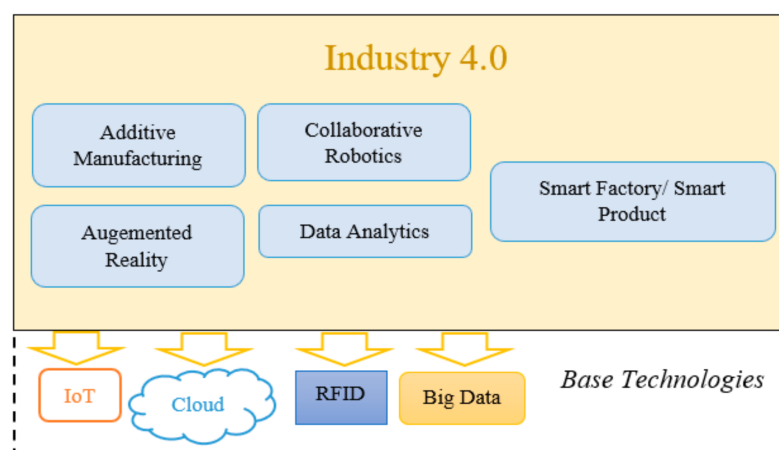 Industry 4.0
Additive
Manufacturing
Collaborative
Robotics
Smart Factory/ Smart
Product
Augemented
Reality
Data Analytics
IoT
Cloud
RFID
Big Data
Base Technologies